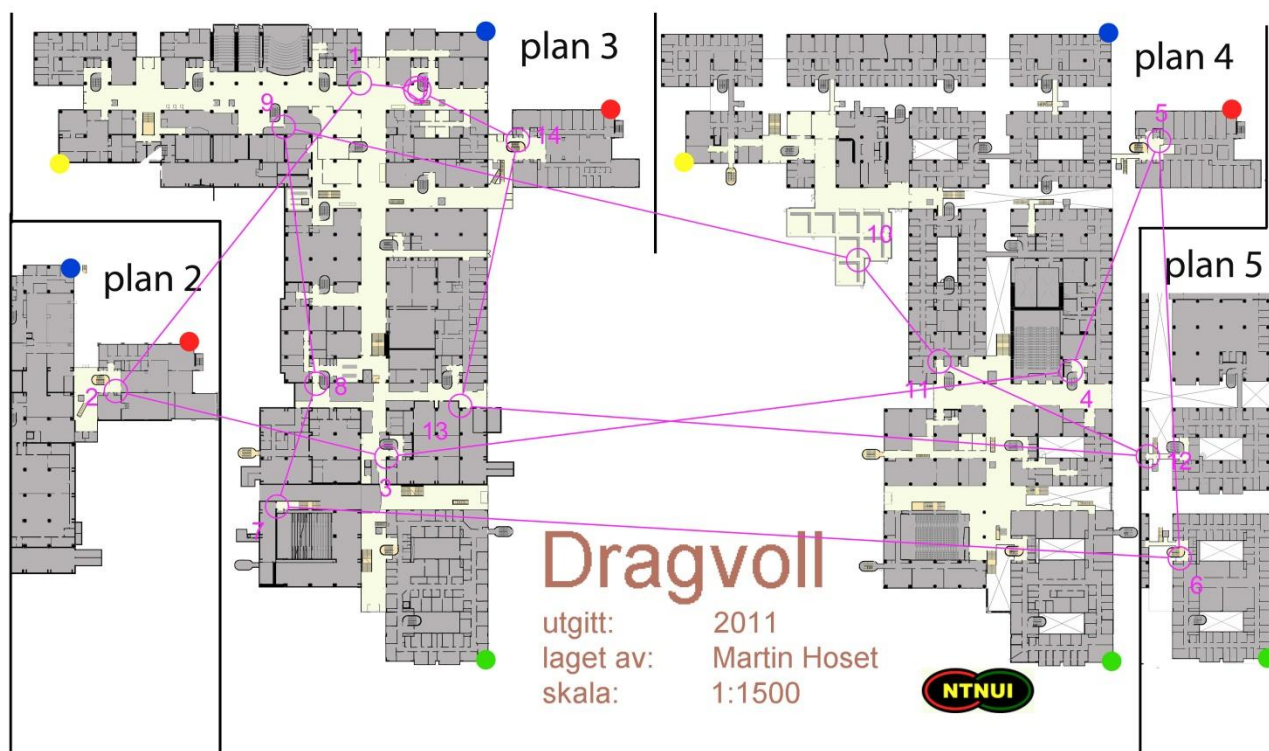 plan 3
plan 4
1
9
14
5
10
plan 2
plan 5
2
8
13
3
7
11
4
12
6
Dragvoll
utgitt: 2011
laget av: Martin Hoset
skala: 1:1500
NTNUI